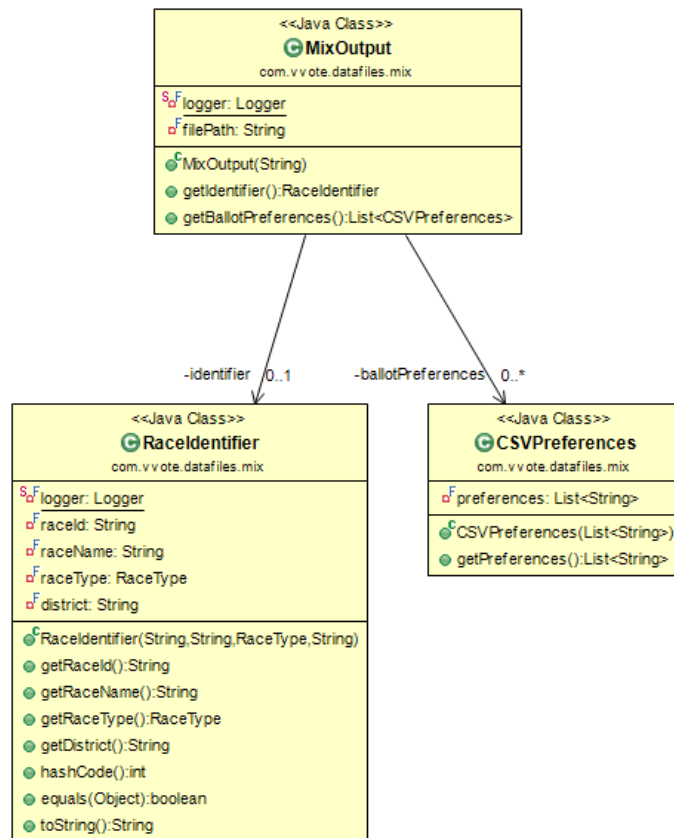 <<Java Class>>
C MixOutput
com.vvote.datafiles.mix
S F logger: Logger
F filePath: String
C MixOutput(String)
getIdentifier():RaceIdentifier
getBallotPreferences():List<CSVPreferences>
-identifier 0..1
-ballotPreferences 0..*
<<Java Class>>
C RaceIdentifier
com.vvote.datafiles.mix
S F logger: Logger
F raceId: String
F raceName: String
F raceType: RaceType
F district: String
C RaceIdentifier(String,String,RaceType,String)
getRaceId():String
getRaceName():String
getRaceType():RaceType
getDistrict():String
hashCode():int
equals(Object):boolean
toString():String
<<Java Class>>
C CSVPreferences
com.vvote.datafiles.mix
F preferences: List<String>
C CSVPreferences(List<String>)
getPreferences():List<String>